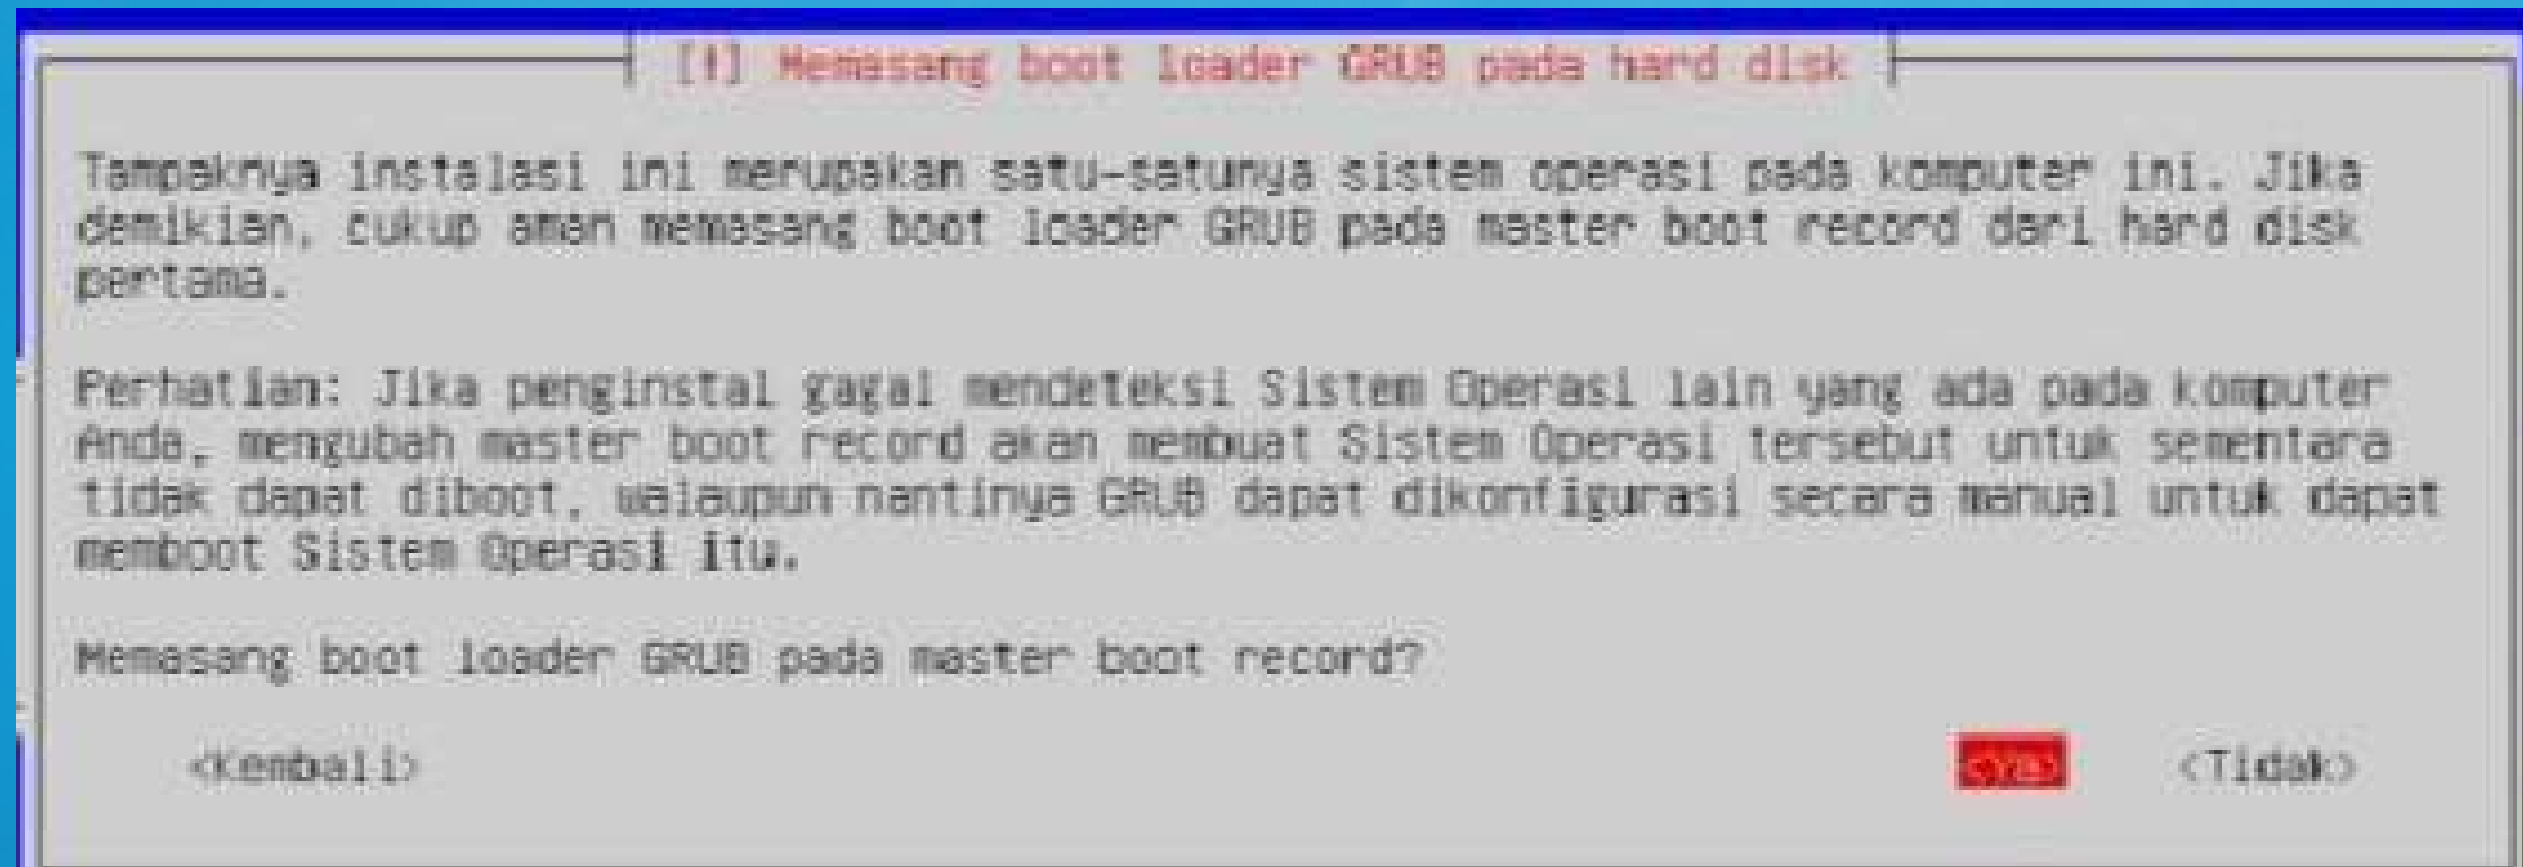 [!] Memasang boot loader GRUB pada hard disk
Tampaknya instalasi ini merupakan satu-satunya sistem operasi pada komputer ini. Jika
demikian, cukup aman memasang boot loader GRUB pada master boot record dari hard disk
pertama.
Perhatian: Jika penginstal gagal mendeteksi Sistem Operasi lain yang ada pada komputer
Anda, mengubah master boot record akan membuat Sistem Operasi tersebut untuk sementara
tidak dapat diboot, walaupun nantinya GRUB dapat dikonfigurasi secara manual untuk dapat
memboot Sistem Operasi itu.
Memasang boot loader GRUB pada master boot record?
<Kembali> <Ya> <Tidak>